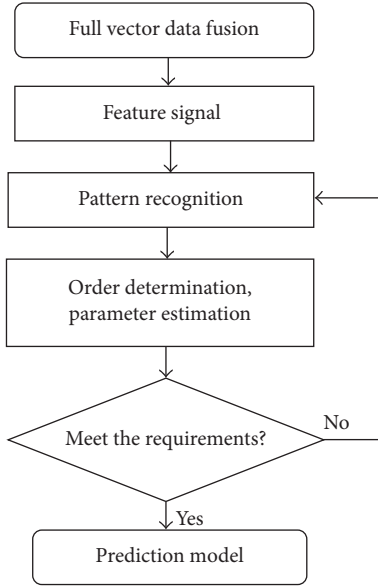 Full vector data fusion
Feature signal
Pattern recognition
Order determination,
parameter estimation
Meet the requirements?
No
Yes
Prediction model